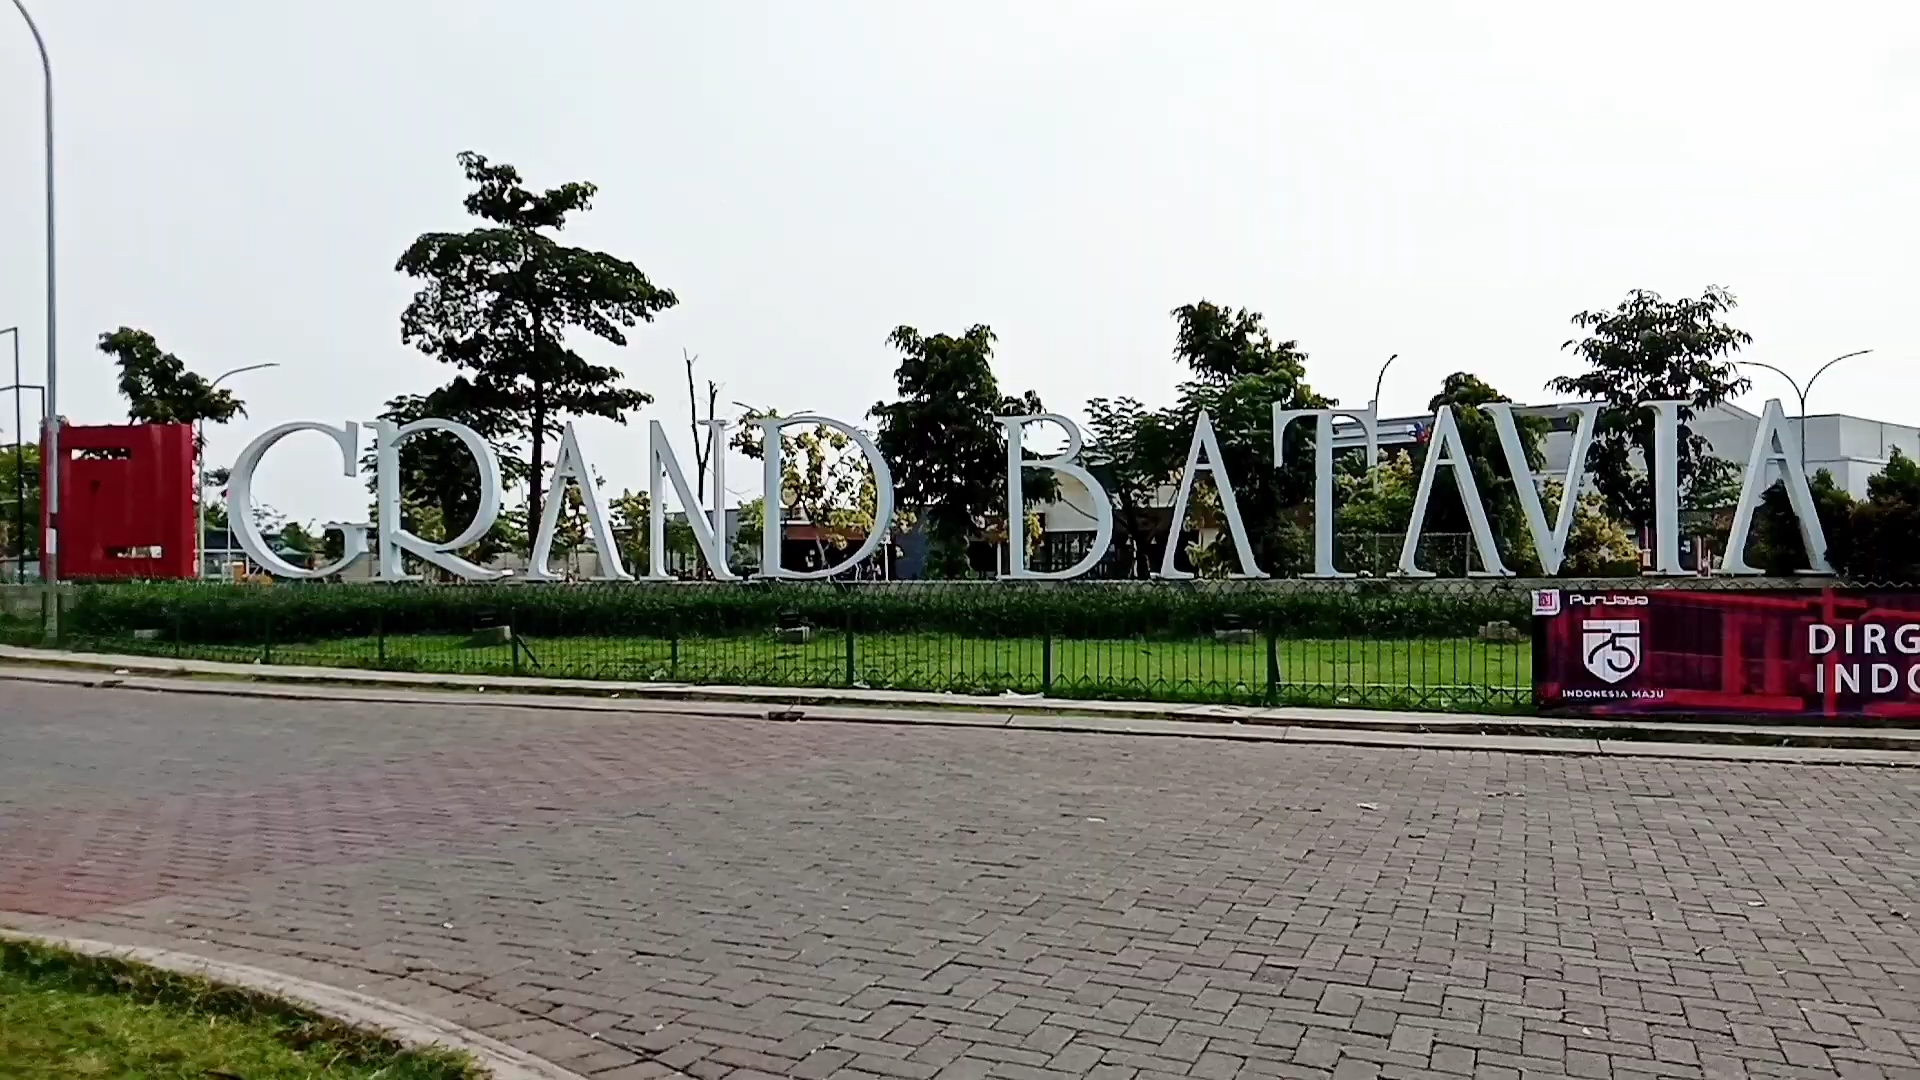 GRAND BATAVIA
PURIJAYA
75
INDONESIA MAJU
DIRG
INDO